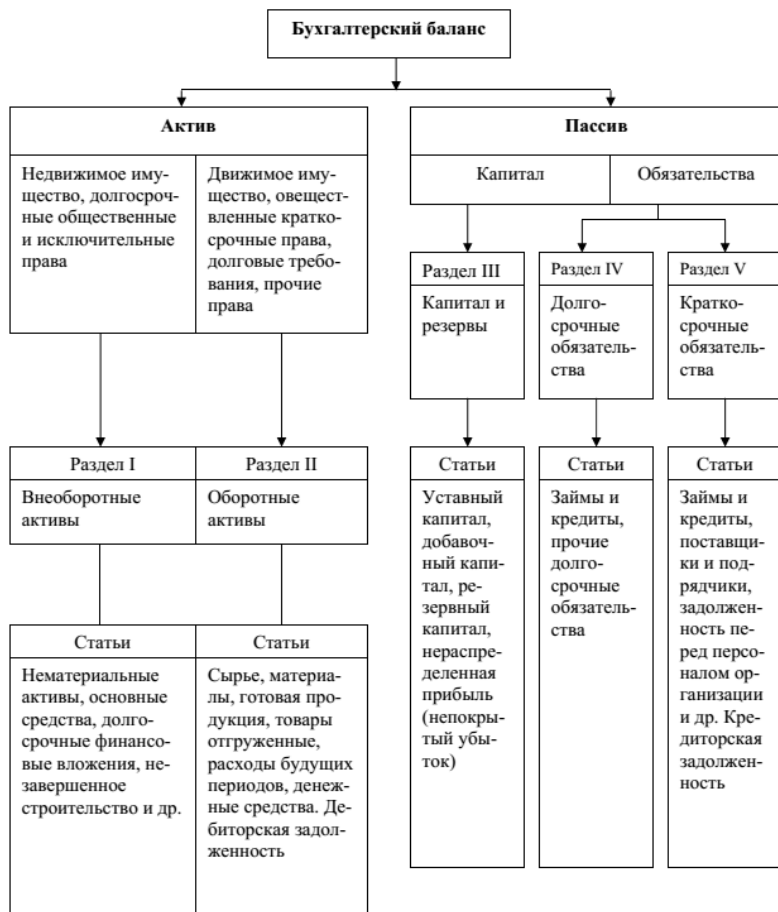 Бухгалтерский баланс
Актив
Недвижимое иму-
щество, долгосроч-
ные общественные
и исключительные
права
Движимое иму-
щество, овещест-
вленные кратко-
срочные права,
долговые требо-
вания, прочие
права
Раздел I
Внеоборотные
активы
Раздел II
Оборотные
активы
Статьи
Нематериальные
активы, основные
средства, долго-
срочные финансо-
вые вложения, не-
завершенное
строительство и др.
Статьи
Сырье, материа-
лы, готовая про-
дукция, товары
отгруженные,
расходы будущих
периодов, денеж-
ные средства. Де-
биторская задол-
женность
Пассив
Капитал
Обязательства
Раздел III
Капитал и
резервы
Раздел IV
Долго-
срочные
обязатель-
ства
Раздел V
Кратко-
срочные
обязатель-
ства
Статьи
Уставный
капитал,
добавоч-
ный капи-
тал, ре-
зервный
капитал,
нераспре-
деленная
прибыль
(непокры-
тый убы-
ток)
Статьи
Займы и
кредиты,
прочие
долго-
срочные
обязатель-
ства
Статьи
Займы и
кредиты,
поставщи-
ки и под-
рядчики,
задолжен-
ность пе-
ред персо-
налом ор-
ганизации
и др. Кре-
диторская
задолжен-
ность